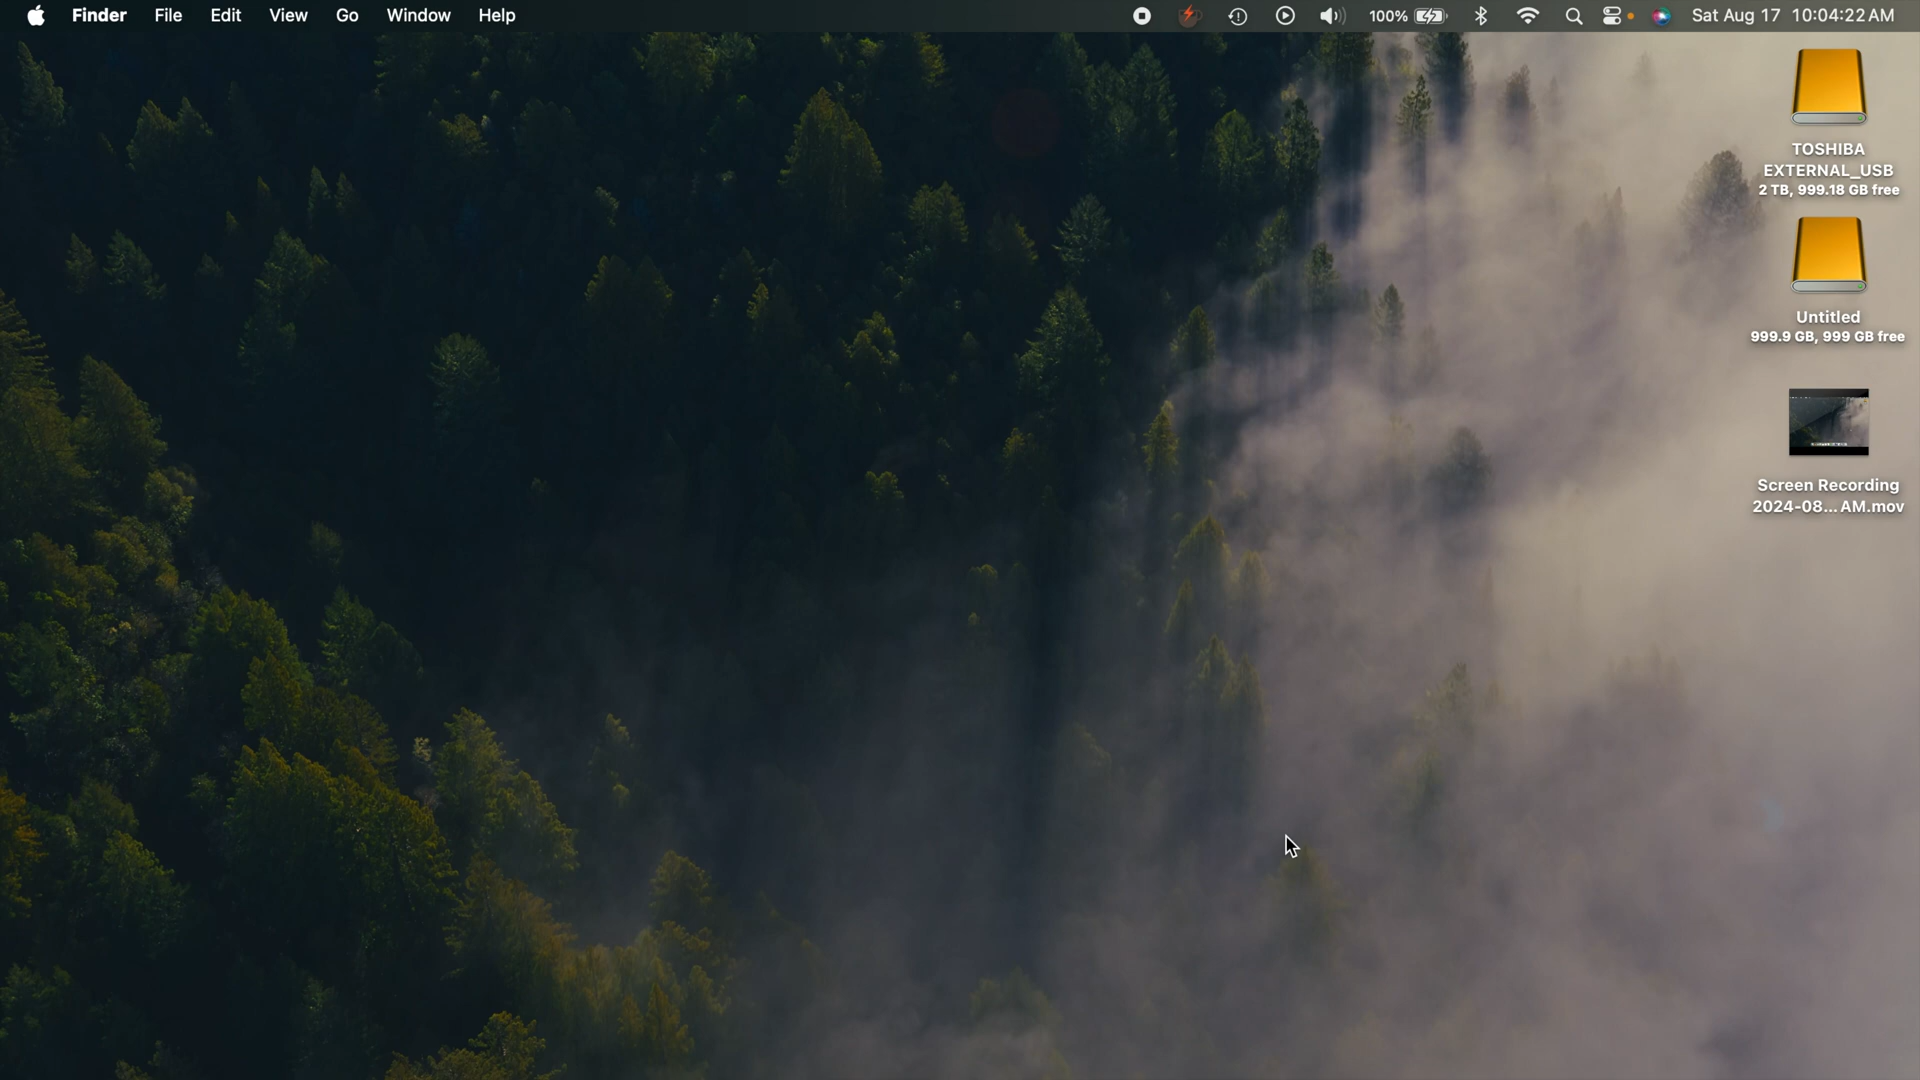 Finder File Edit View Go Window Help 100% Sat Aug 17 10:04:22 AM
TOSHIBA
EXTERNAL_USB
2 TB, 999.18 GB free
Untitled
999.9 GB, 999 GB free
Screen Recording
2024-08...AM.mov